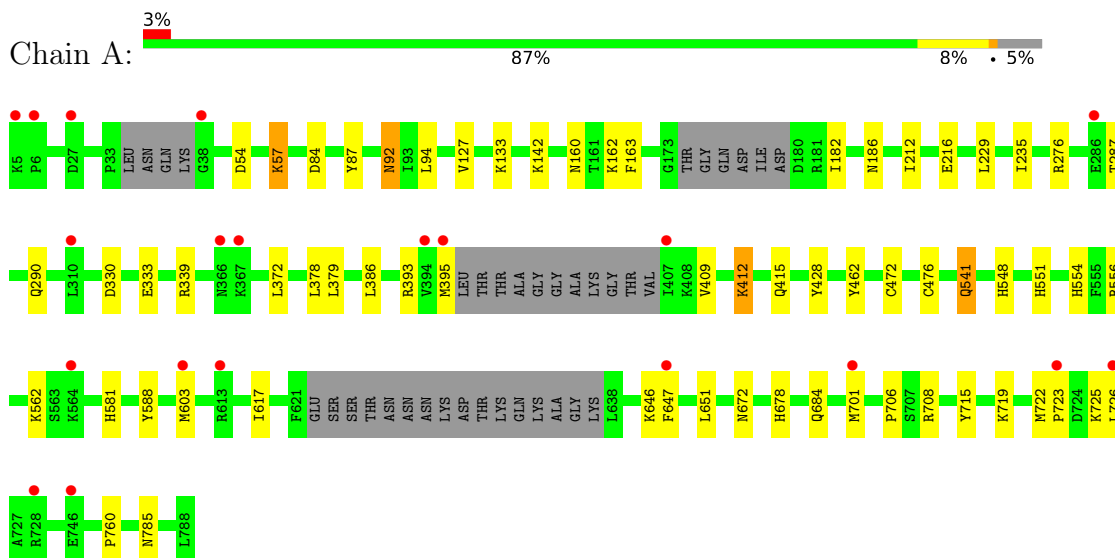 3%
Chain A:
87% 8% • 5%
K5 P6 D27 P33 LEU ASN GLN LYS G38 D54 K57 D84 Y87 N92 I93 L94 V127 K133 K142 N160 T161 K162 F163 G173 THR GLY GLN ASP ILE ASP D180 R181 I182 N186 I212 E216 L229 I235 R276 E286 T287
Q290 L310 D330 E333 R339 N366 K367 L372 L378 L379 L386 R393 V394 M395 LEU THR THR ALA GLY GLY ALA LYS GLY THR VAL I407 K408 V409 K412 Q415 Y428 Y462 C472 C476 Q541 H548 H551 H554 F555 P556
K562 S563 K564 H581 Y588 M603 R613 I617 F621 GLU SER SER THR ASN ASN ASN LYS ASP THR LYS GLN LYS ALA GLY LYS L638 K646 F647 L651 N672 H678 Q684 M701 P706 S707 R708 Y715 K719 M722 P723 D724 K725 L726
A727 R728 E746 P760 N785 L788